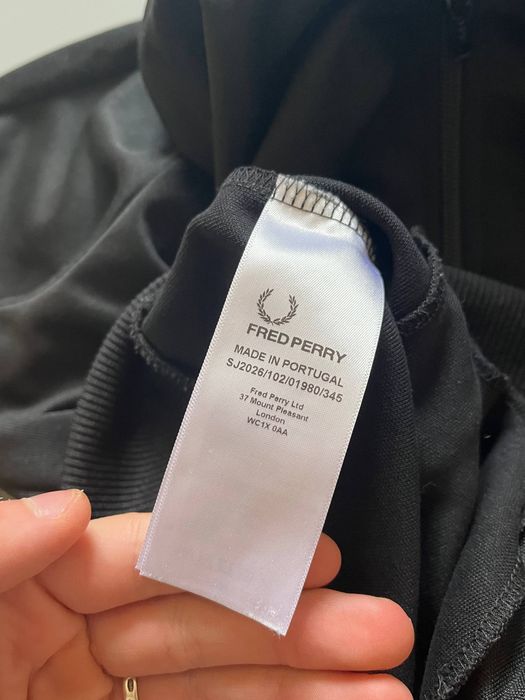 FRED PERRY
MADE IN PORTUGAL
SJ2026/102/01980/345
Fred Perry Ltd
37 Mount Pleasant
London
WC1X 0AA